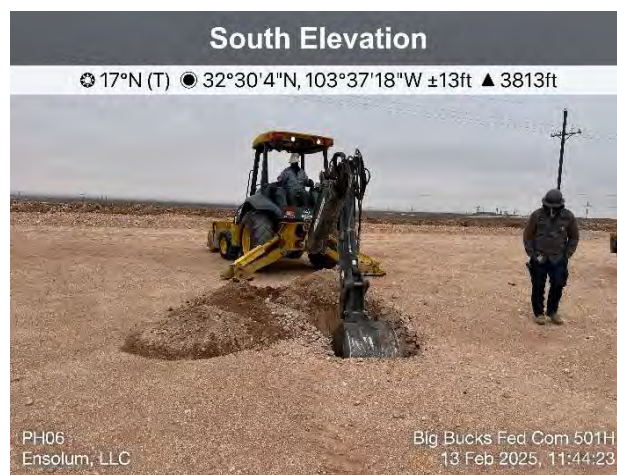 South Elevation
17°N (T) 32°30'4"N, 103°37'18"W ±13ft ▲ 3813ft
PH06
Ensolum, LLC
Big Bucks Fed Com 501H
13 Feb 2025, 11:44:23